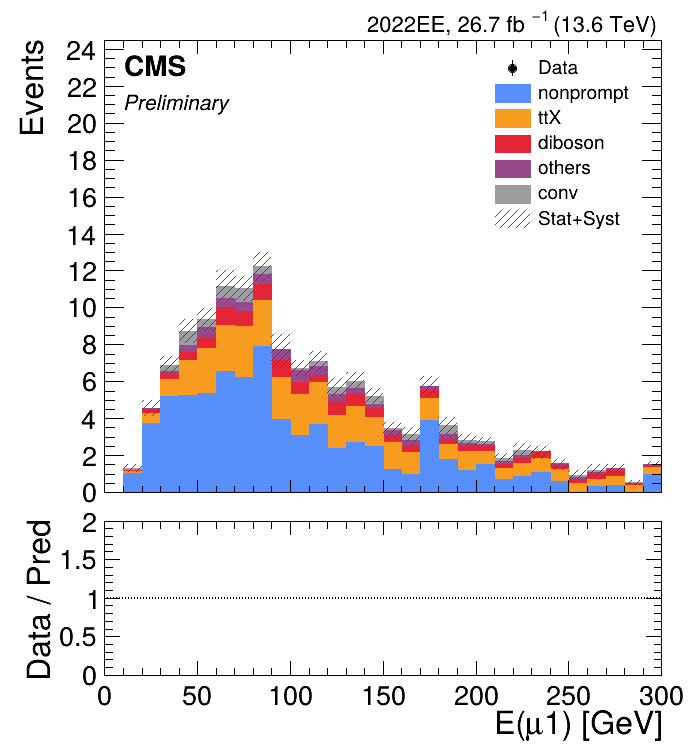 2022EE, 26.7 fb⁻¹ (13.6 TeV)
CMS
Preliminary
Events
24
22
20
18
16
14
12
10
8
6
4
2
0
Data
nonprompt
ttX
diboson
others
conv
Stat+Syst
Data / Pred
2
1.5
1
0.5
0
0 50 100 150 200 250 300
E(μ1) [GeV]